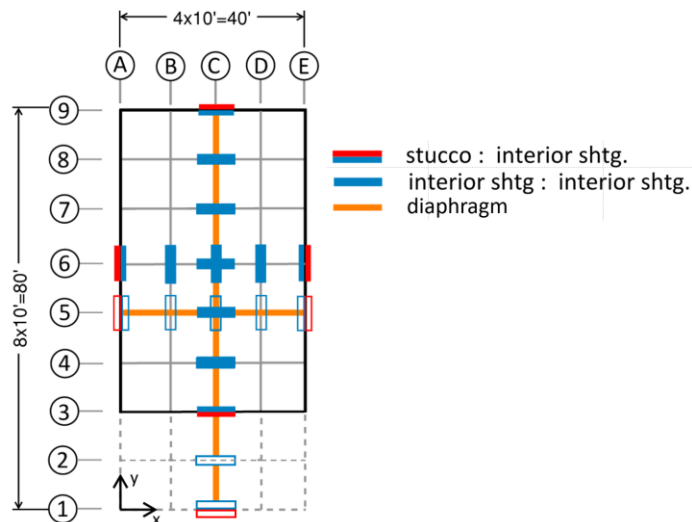 4x10'=40'
A B C D E
9
8
7
6
5
4
3
2
1
8x10'=80'
y
x
stucco : interior shtg.
interior shtg : interior shtg.
diaphragm